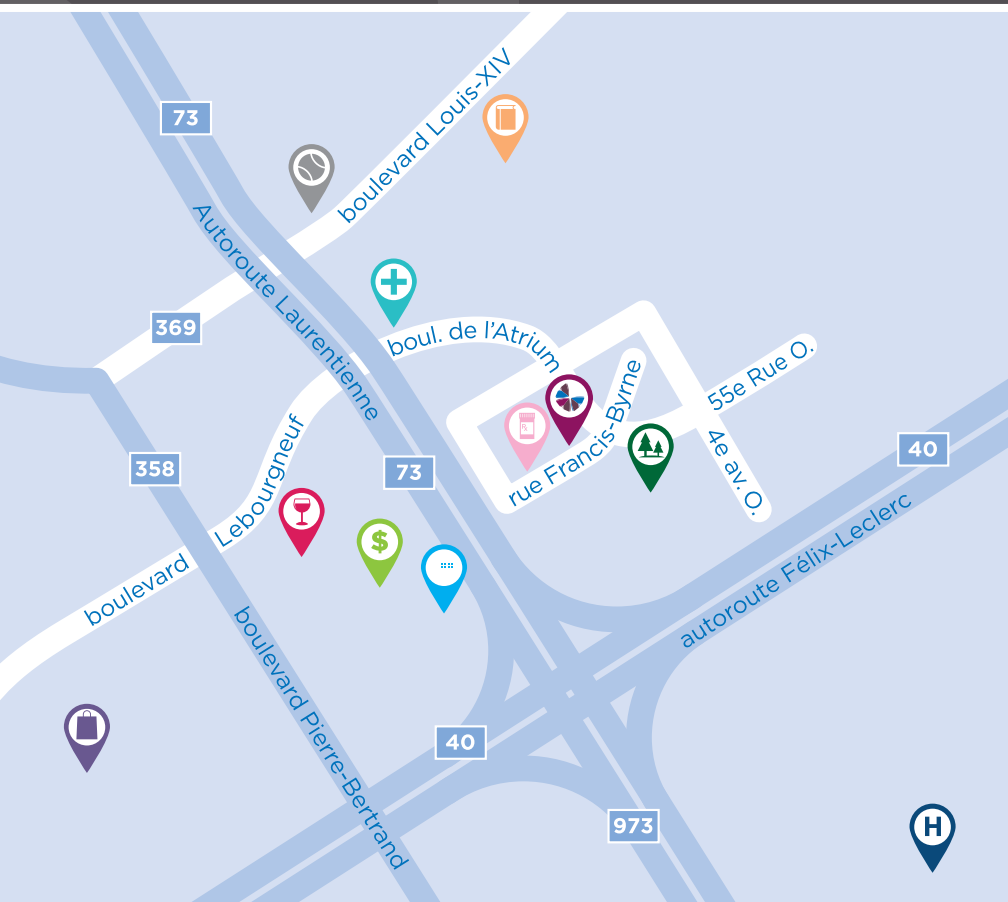 73
boulevard Louis-XIV
Autoroute Laurentienne
369
boul. de l'Atrium
55e Rue O.
rue Francis-Byrne
4e av. O.
40
358
73
boulevard Lebourgneuf
$
autoroute Félix-Leclerc
boulevard Pierre-Bertrand
40
973
H